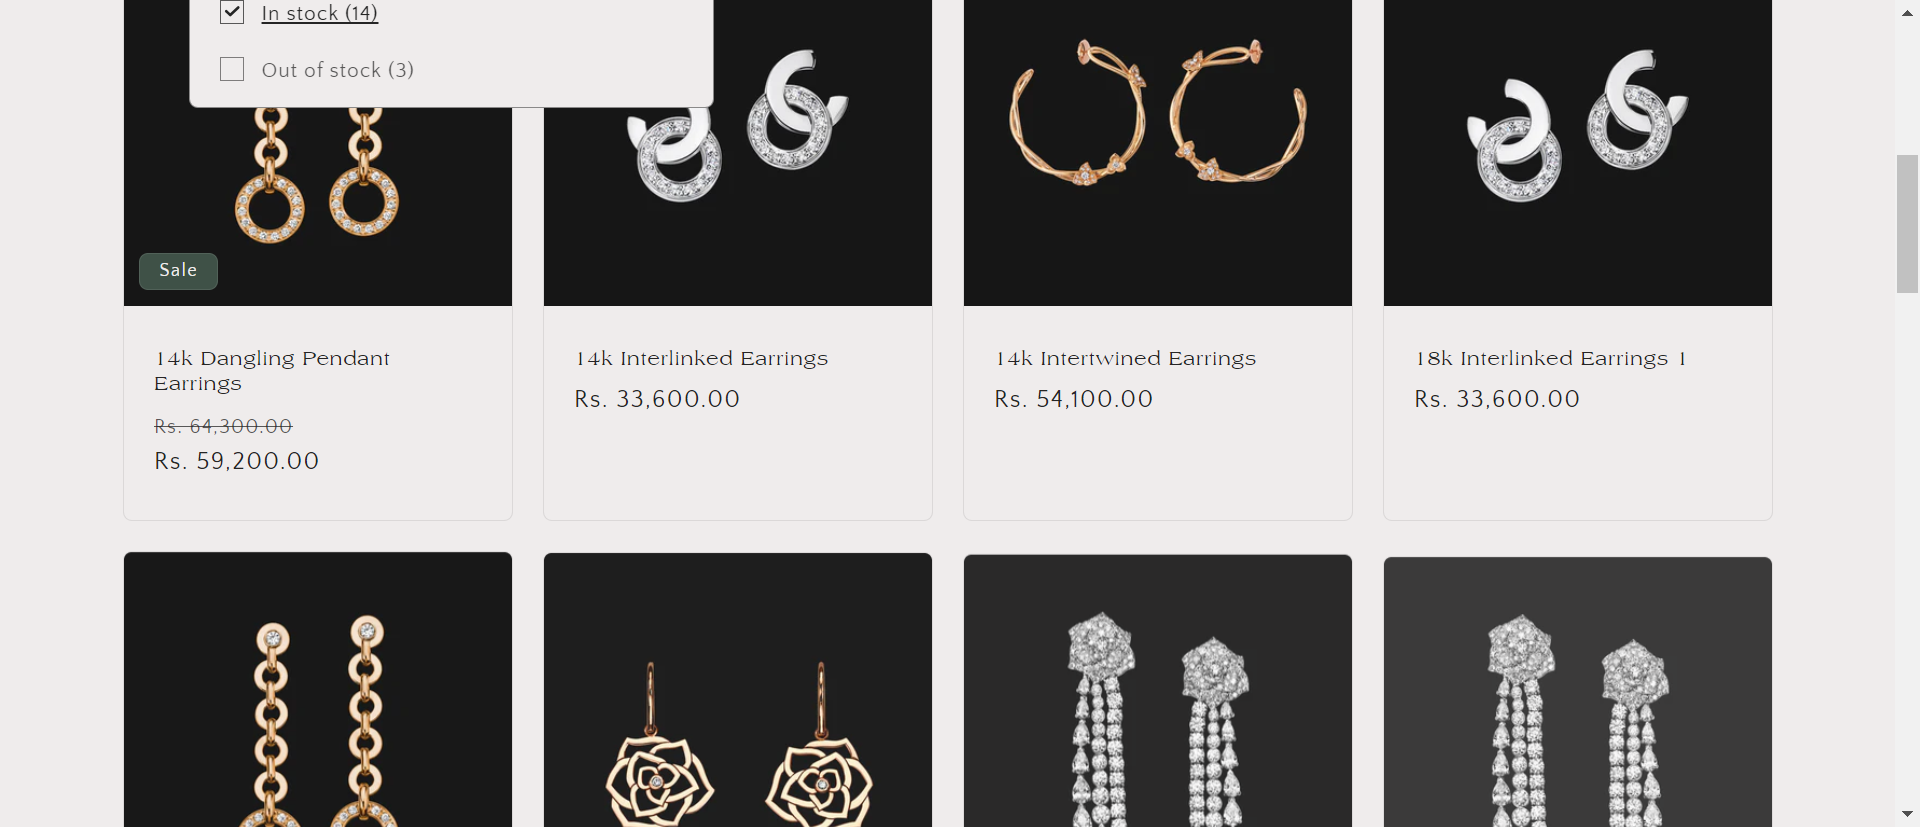 In stock (14)
Out of stock (3)
Sale
14k Dangling Pendant
Earrings
Rs. 64,300.00
Rs. 59,200.00
14k Interlinked Earrings
Rs. 33,600.00
14k Intertwined Earrings
Rs. 54,100.00
18k Interlinked Earrings 1
Rs. 33,600.00